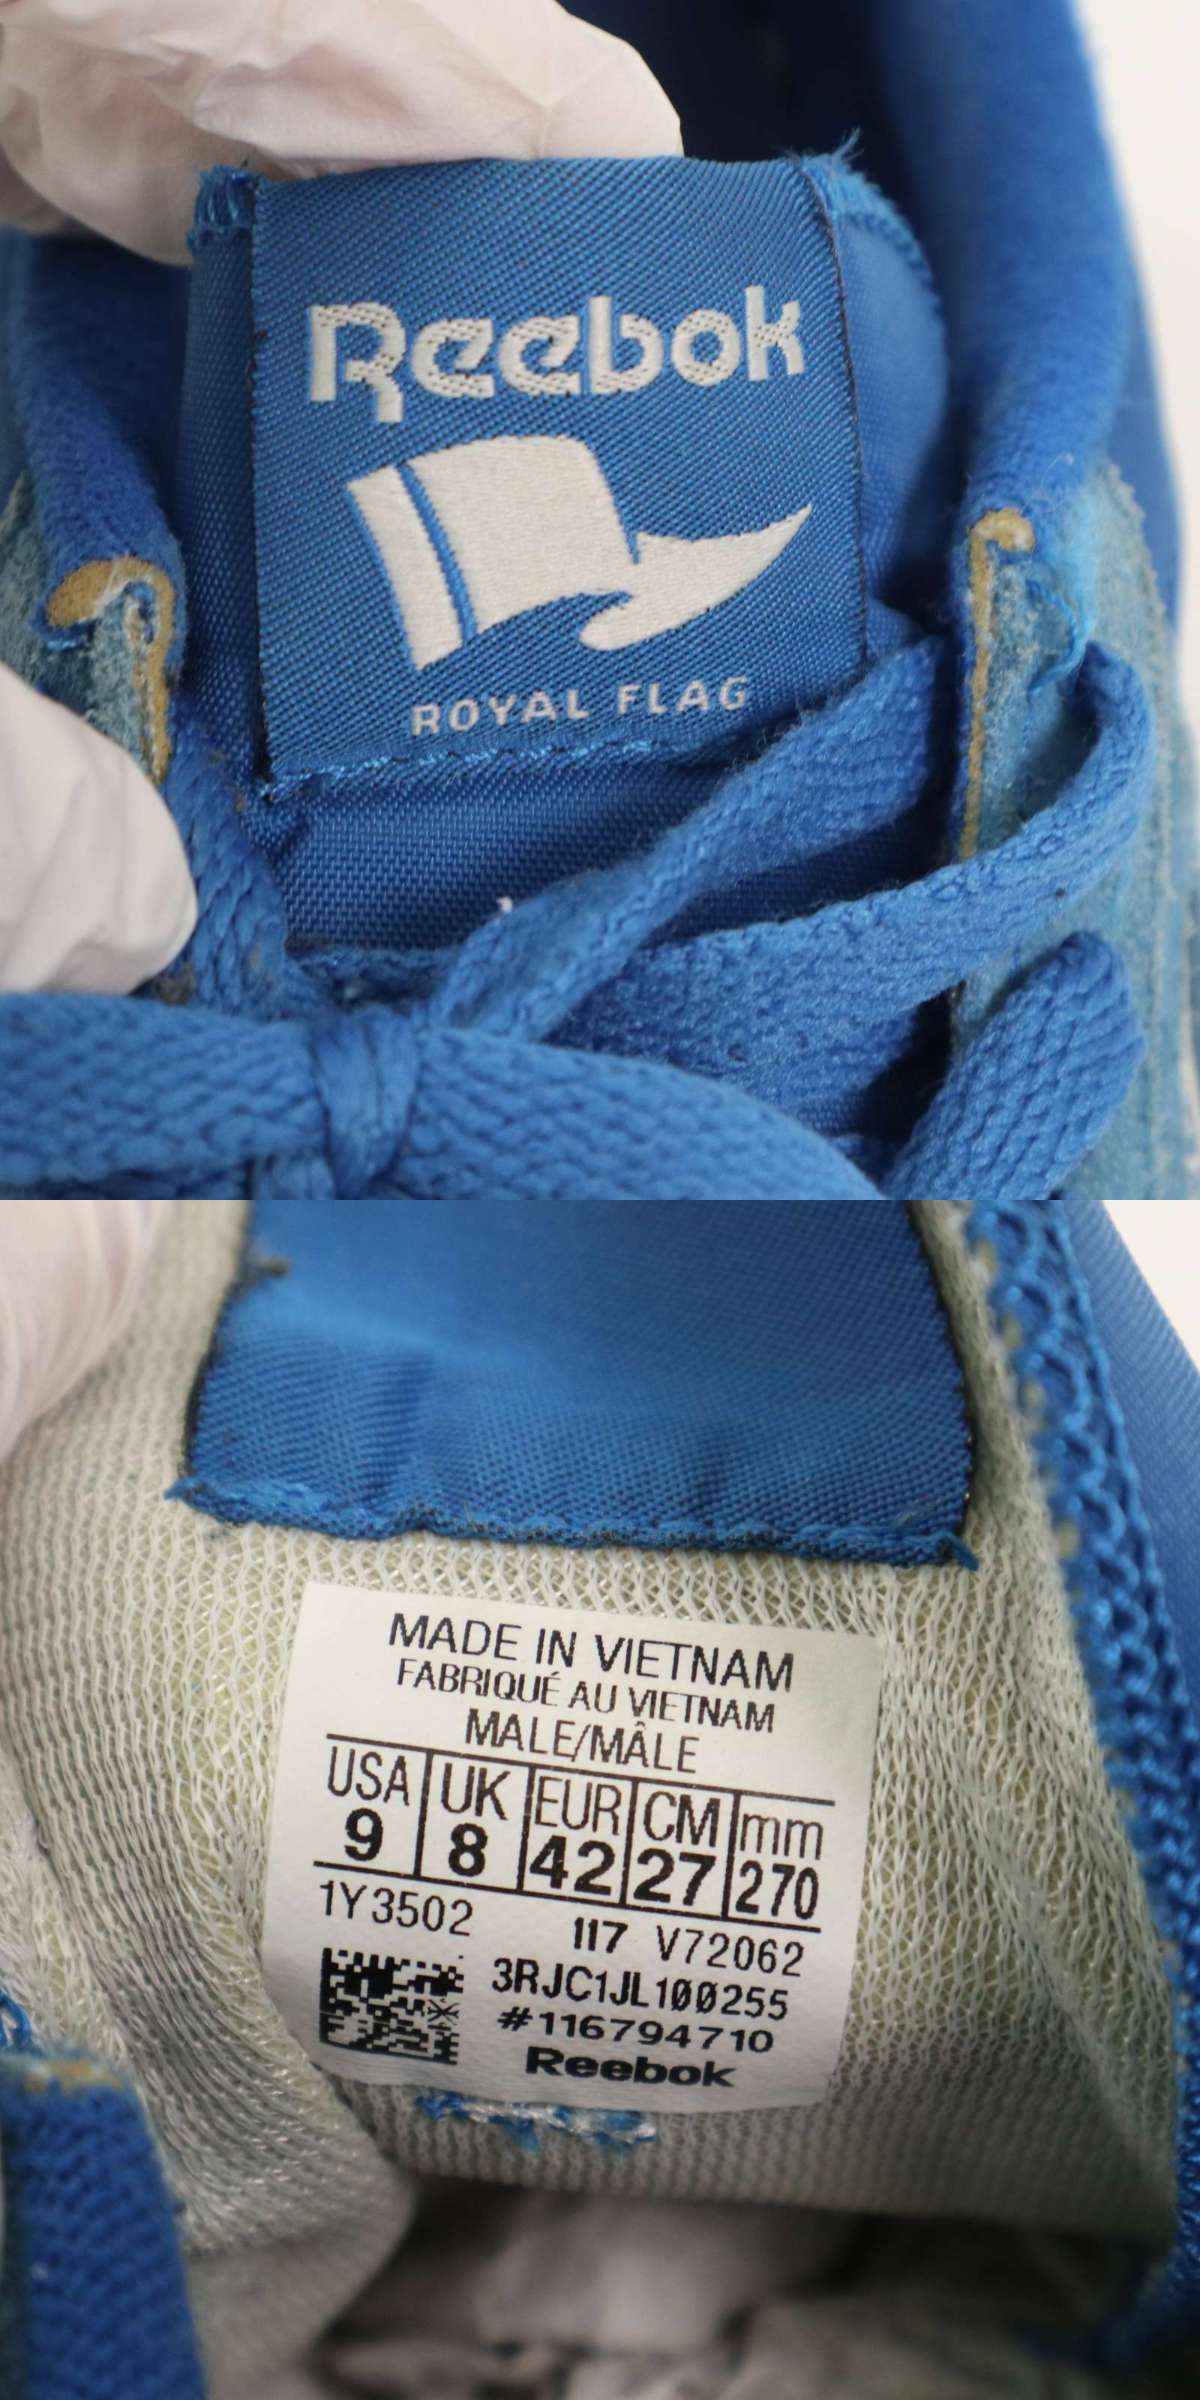 Reebok
ROYAL FLAG
MADE IN VIETNAM
FABRIQUÉ AU VIETNAM
MALE/MÂLE
USA UK EUR CM mm
9 8 42 27 270
1Y3502 117 V72062
3RJC1JL100255
#116794710
Reebok